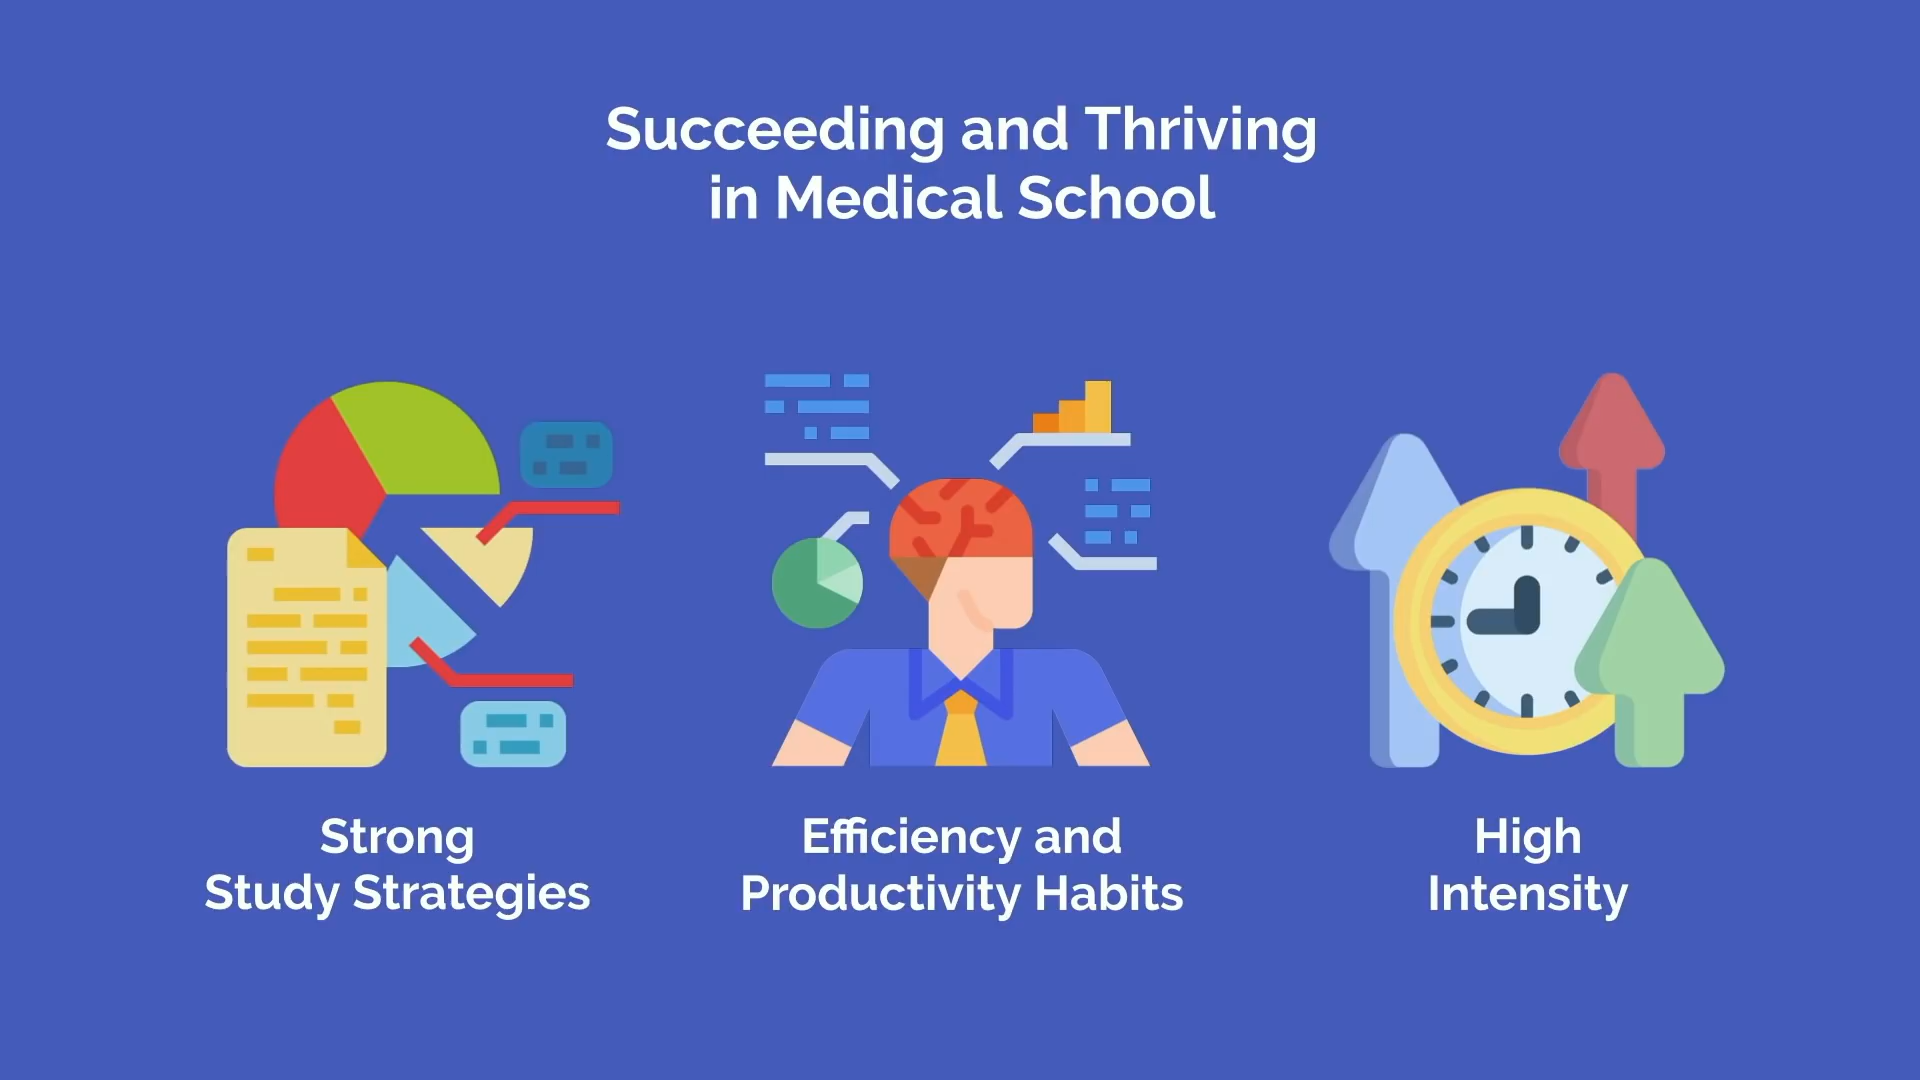 Succeeding and Thriving
in Medical School
Strong
Study Strategies
Efficiency and
Productivity Habits
High
Intensity